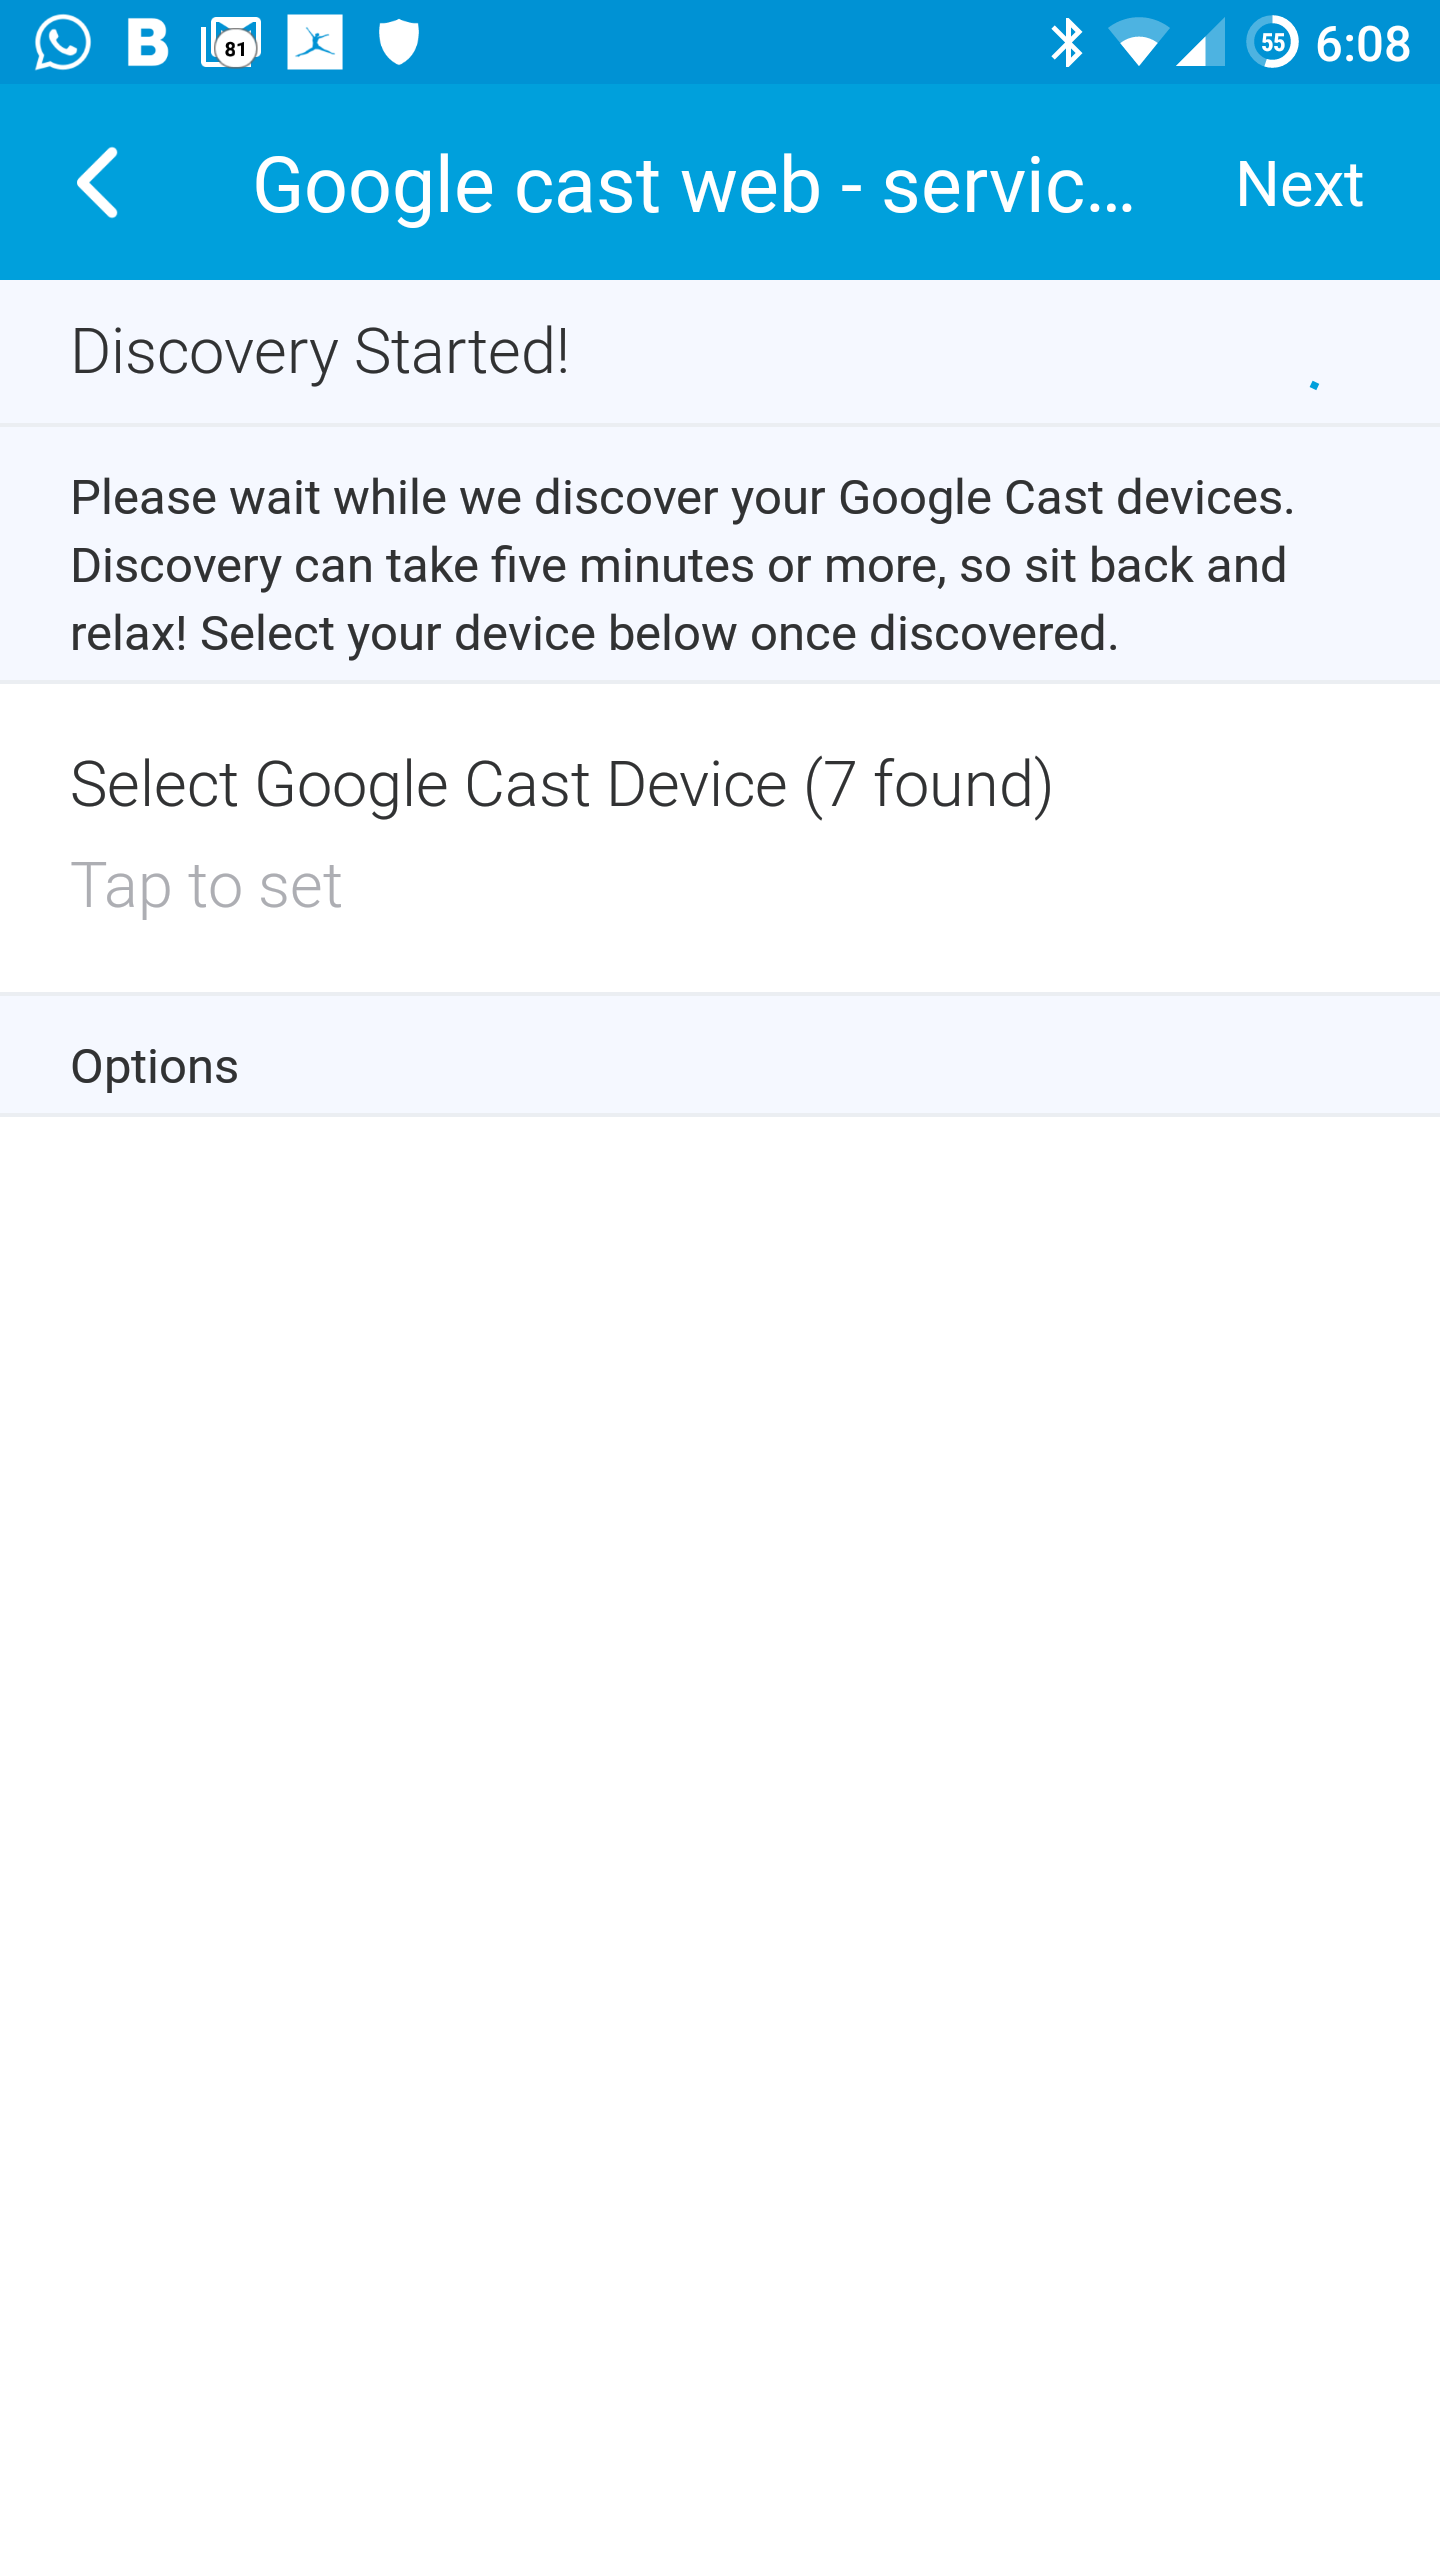 B 81 55 6:08
Google cast web - servic... Next
Discovery Started!
Please wait while we discover your Google Cast devices.
Discovery can take five minutes or more, so sit back and
relax! Select your device below once discovered.
Select Google Cast Device (7 found)
Tap to set
Options